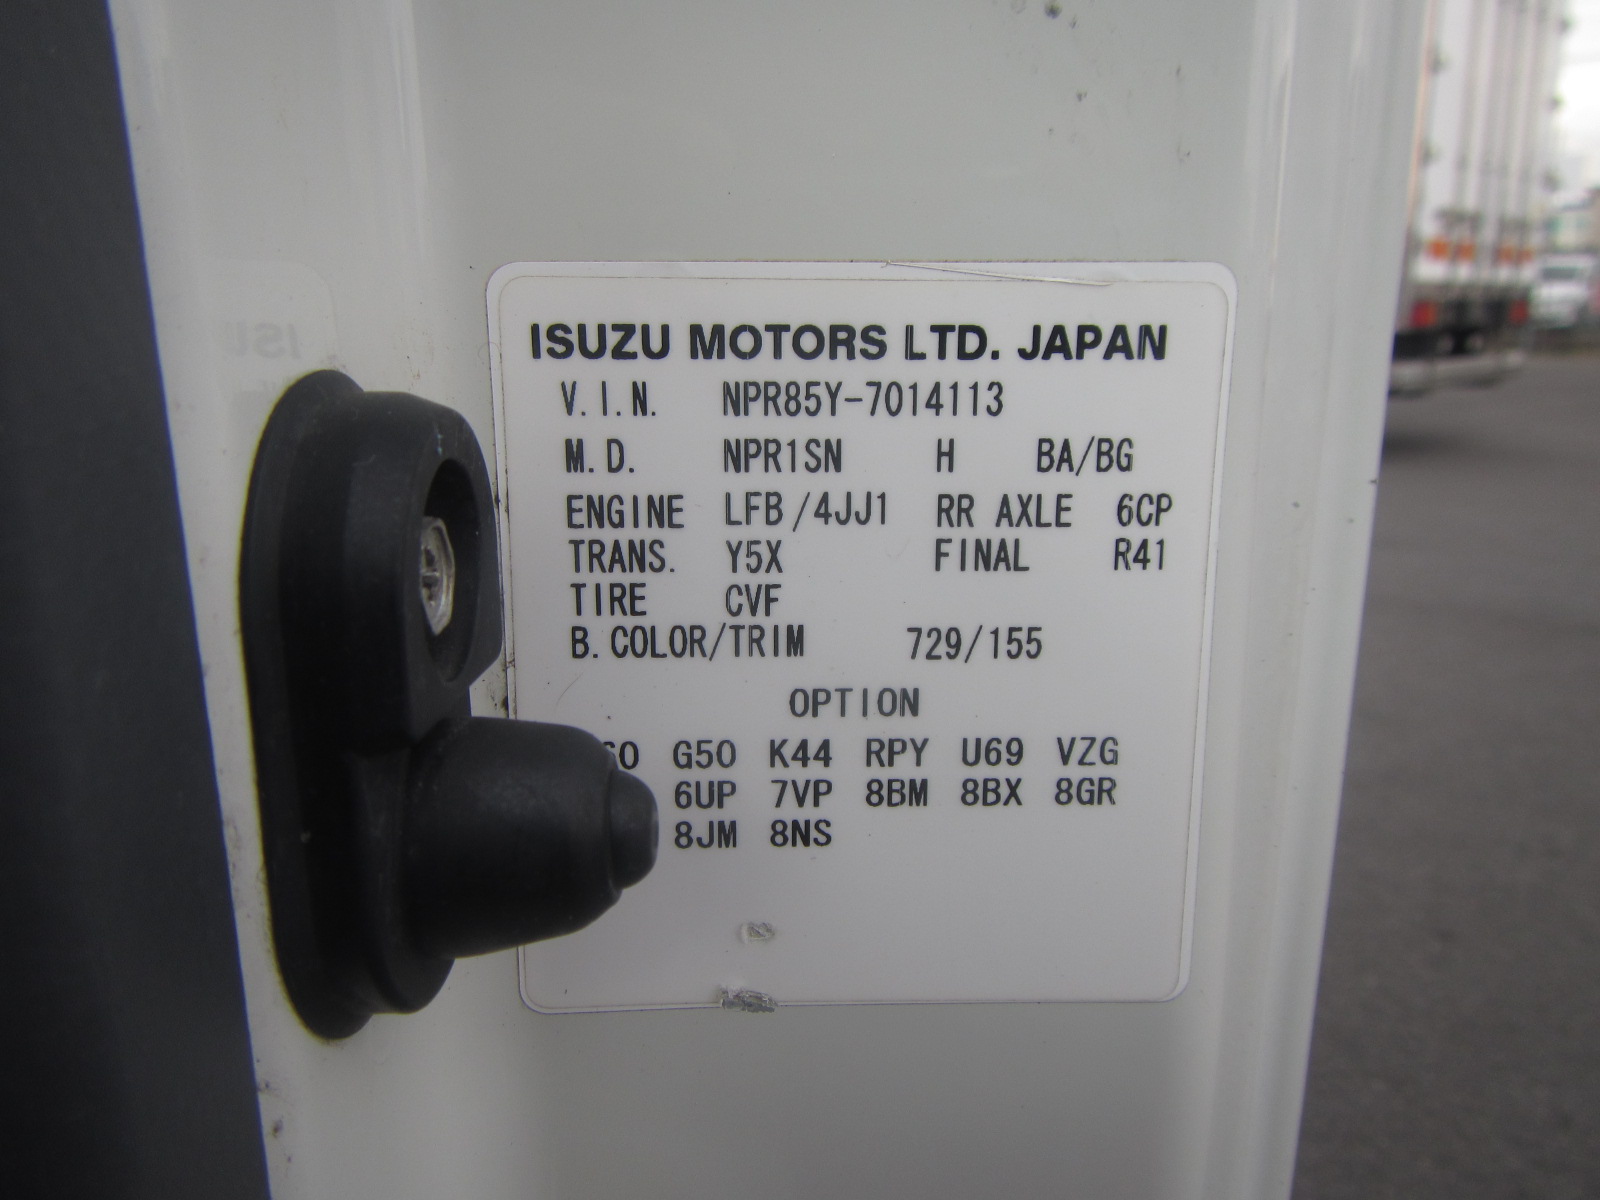 ISUZU MOTORS LTD. JAPAN
V.I.N. NPR85Y-7014113
M.D. NPR1SN H BA/BG
ENGINE LFB/4JJ1 RR AXLE 6CP
TRANS. Y5X FINAL R41
TIRE CVF
B.COLOR/TRIM 729/155
OPTION
G50 K44 RPY U69 VZG
6UP 7VP 8BM 8BX 8GR
8JM 8NS